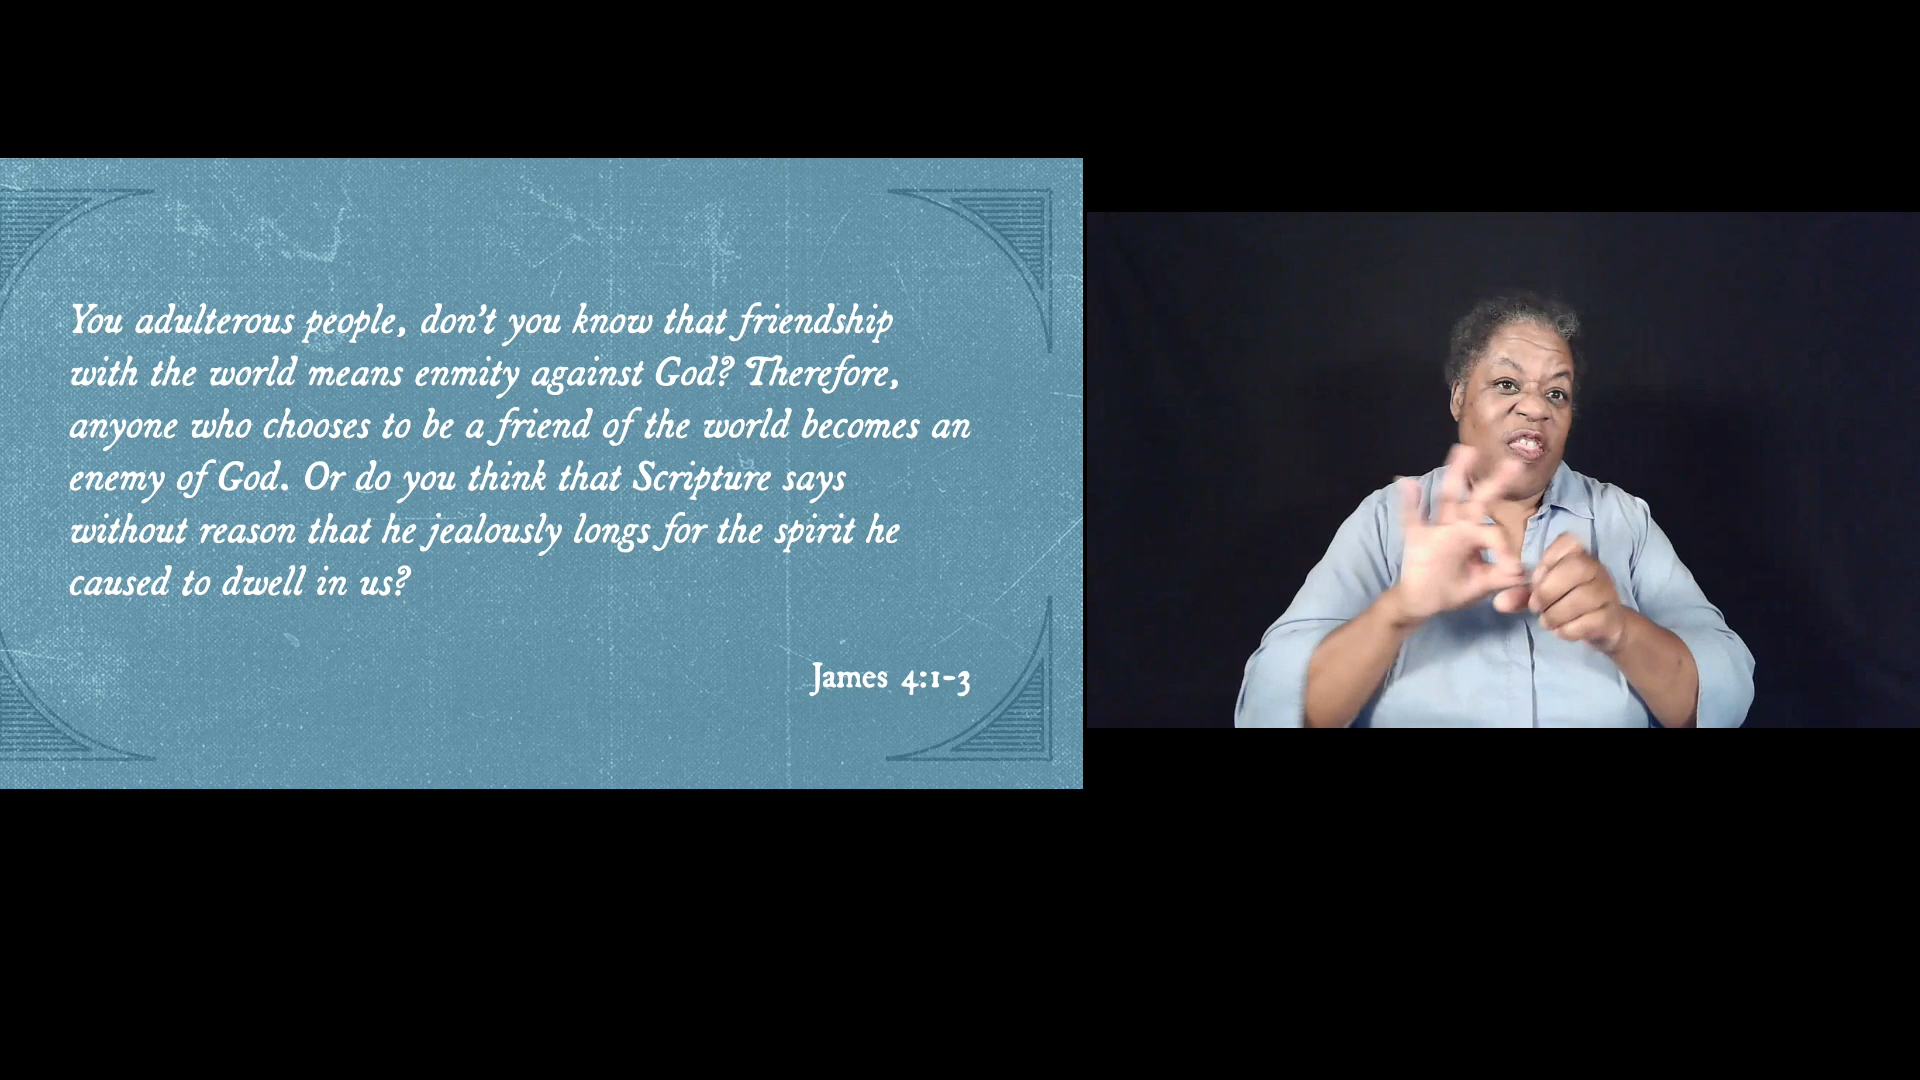 You adulterous people, don't you know that friendship
with the world means enmity against God? Therefore,
anyone who chooses to be a friend of the world becomes an
enemy of God. Or do you think that Scripture says
without reason that he jealously longs for the spirit he
caused to dwell in us?
James 4:1-3